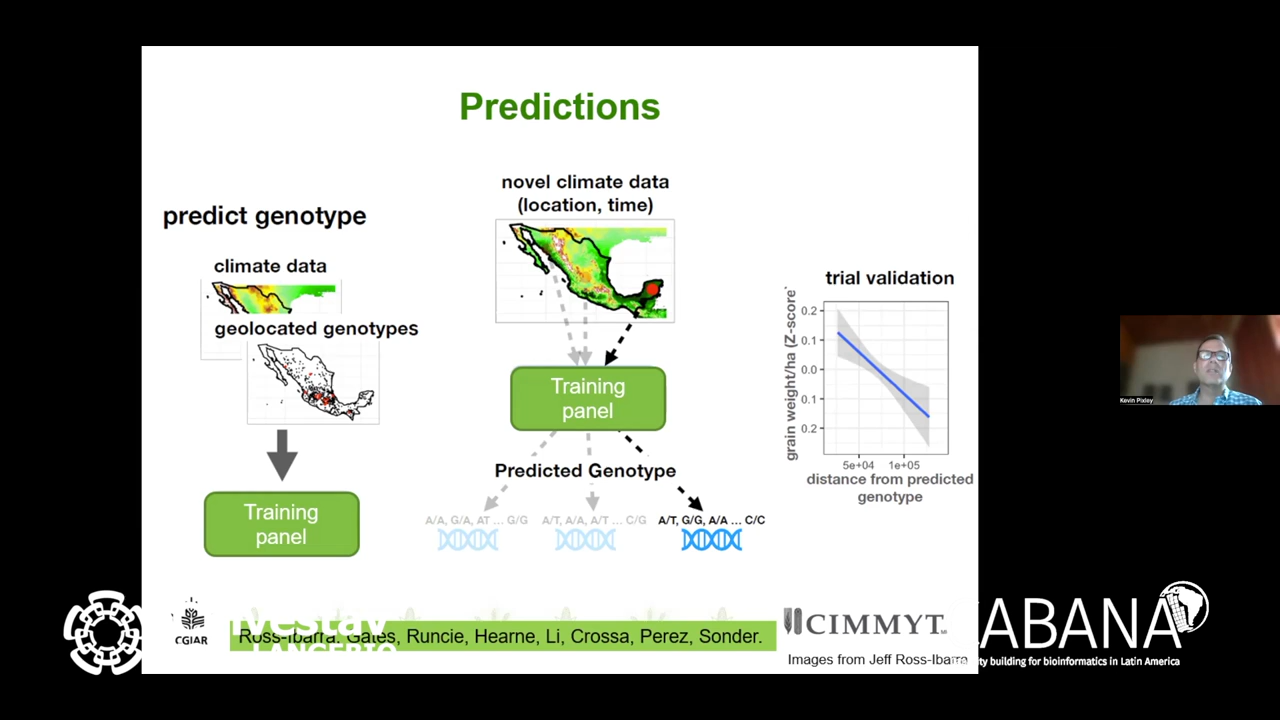 Predictions
predict genotype
climate data
geolocated genotypes
Training
panel
novel climate data
(location, time)
Training
panel
Predicted Genotype
A/A, G/A, AT ... G/G
A/T, A/A, A/T ... C/G
A/T, G/G, A/A ... C/C
trial validation
grain weight/ha (Z-score
0.2
0.1
0.0
0.1
0.2
5e+04
1e+05
distance from predicted
genotype
Kevin Pixley
CGIAR
Ross-Ibarra. Gates, Runcie, Hearne, Li, Crossa, Perez, Sonder.
CIMMYT
Images from Jeff Ross-Ibarra
building for bioinformatics in Latin America